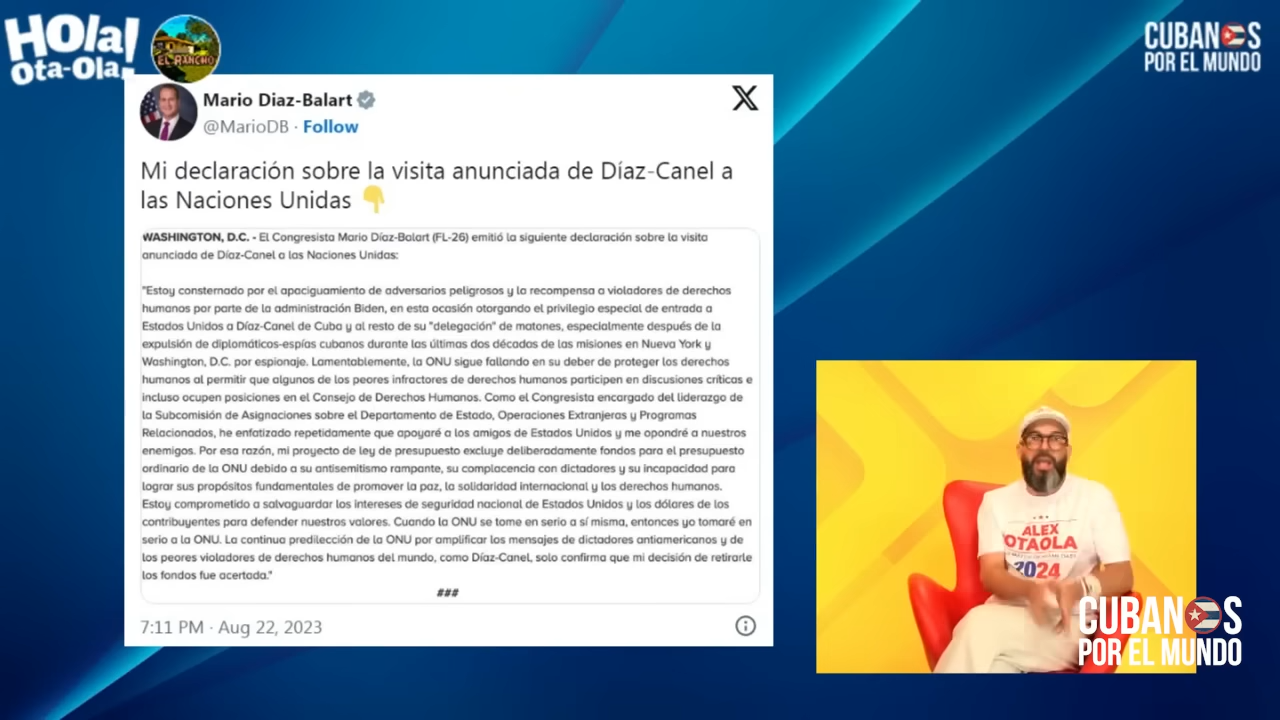 HOla!
Ota-Ola!
EL RANCHO
CUBANOS
POR EL MUNDO
Mario Diaz-Balart
@MarioDB · Follow
Mi declaración sobre la visita anunciada de Díaz-Canel a
las Naciones Unidas 👇
WASHINGTON, D.C. - El Congresista Mario Díaz-Balart (FL-26) emitió la siguiente declaración sobre la visita
anunciada de Díaz-Canel a las Naciones Unidas:
"Estoy consternado por el apaciguamiento de adversarios peligrosos y la recompensa a violadores de derechos
humanos por parte de la administración Biden, en esta ocasión otorgando el privilegio especial de entrada a
Estados Unidos a Díaz-Canel de Cuba y al resto de su "delegación" de matones, especialmente después de la
expulsión de diplomáticos-espías cubanos durante las últimas dos décadas de las misiones en Nueva York y
Washington, D.C. por espionaje. Lamentablemente, la ONU sigue fallando en su deber de proteger los derechos
humanos al permitir que algunos de los peores infractores de derechos humanos participen en discusiones críticas e
incluso ocupen posiciones en el Consejo de Derechos Humanos. Como el Congresista encargado del liderazgo de
la Subcomisión de Asignaciones sobre el Departamento de Estado, Operaciones Extranjeras y Programas
Relacionados, he enfatizado repetidamente que apoyaré a los amigos de Estados Unidos y me opondré a nuestros
enemigos. Por esa razón, mi proyecto de ley de presupuesto excluye deliberadamente fondos para el presupuesto
ordinario de la ONU debido a su antisemitismo rampante, su complacencia con dictadores y su incapacidad para
lograr sus propósitos fundamentales de promover la paz, la solidaridad internacional y los derechos humanos.
Estoy comprometido a salvaguardar los intereses de seguridad nacional de Estados Unidos y los dólares de los
contribuyentes para defender nuestros valores. Cuando la ONU se tome en serio a sí misma, entonces yo tomaré en
serio a la ONU. La continua predilección de la ONU por amplificar los mensajes de dictadores antiamericanos y de
los peores violadores de derechos humanos del mundo, como Díaz-Canel, solo confirma que mi decisión de retirarle
los fondos fue acertada."
###
7:11 PM · Aug 22, 2023
ALEX
OTAOLA
2024
CUBANOS
POR EL MUNDO